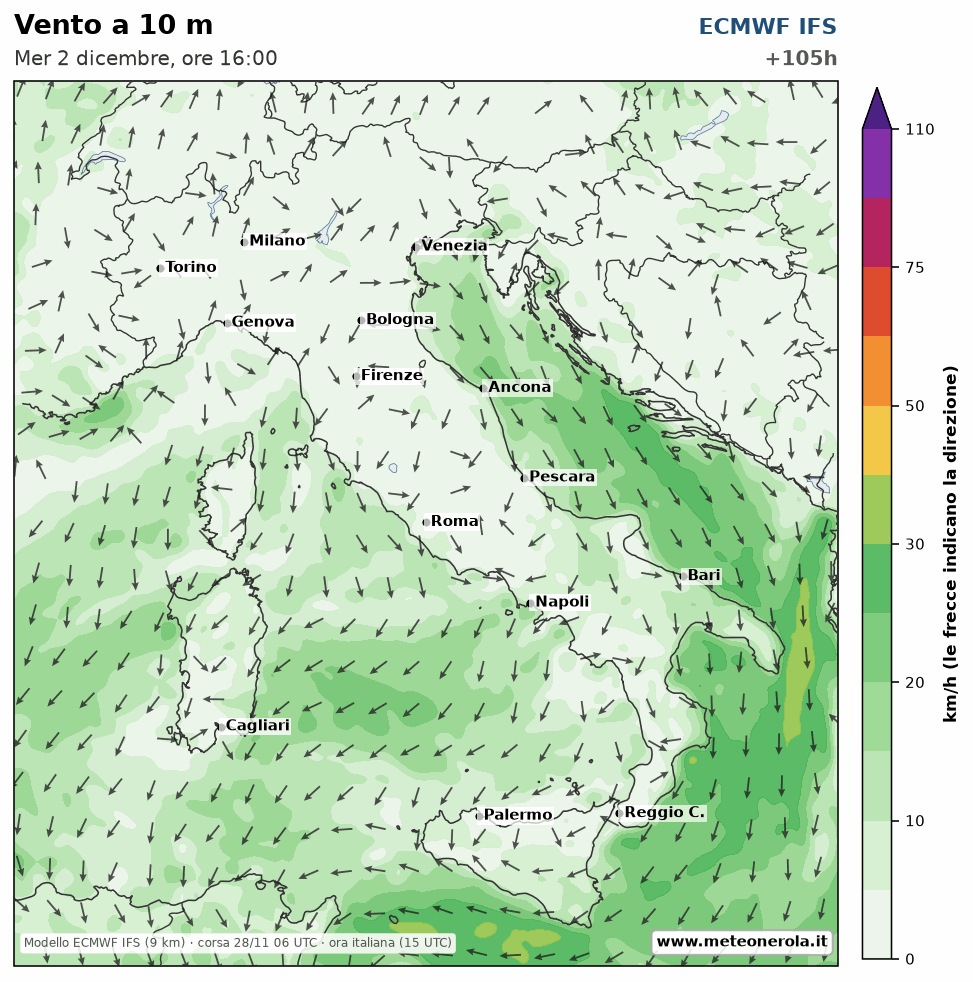 Vento a 10 m
ECMWF IFS
Mer 2 dicembre, ore 16:00
+105h
Milano
Venezia
Torino
Genova
Bologna
Firenze
Ancona
Pescara
Roma
Bari
Napoli
Cagliari
Palermo
Reggio C.
110
75
50
30
20
10
0
km/h (le frecce indicano la direzione)
Modello ECMWF IFS (9 km) · corsa 28/11 06 UTC · ora italiana (15 UTC)
www.meteonerola.it